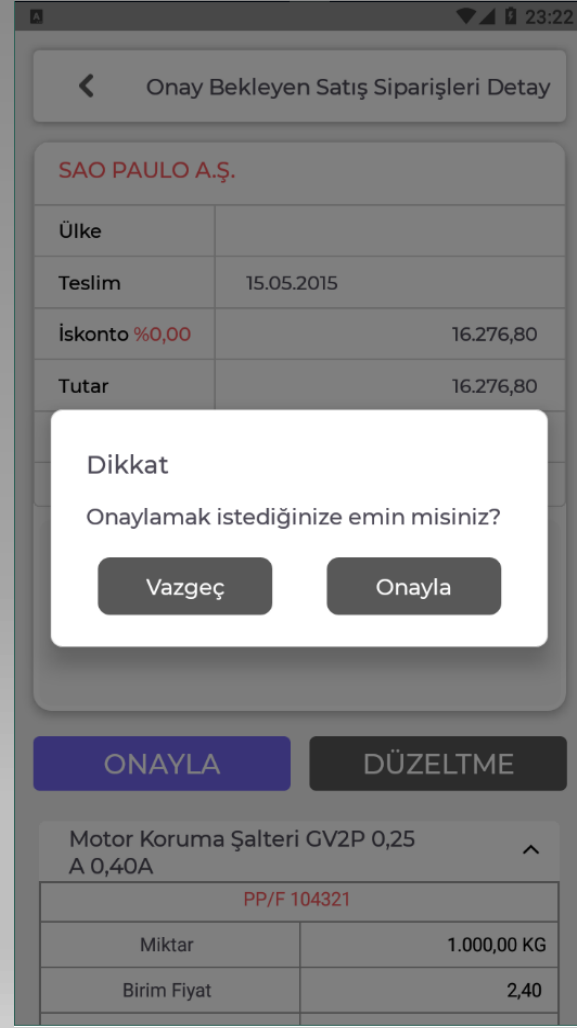 A
23:22
Onay Bekleyen Satış Siparişleri Detay
SAO PAULO A.Ş.
Ülke
Teslim 15.05.2015
İskonto %0,00 16.276,80
Tutar 16.276,80
Dikkat
Onaylamak istediğinize emin misiniz?
Vazgeç Onayla
ONAYLA DÜZELTME
Motor Koruma Şalteri GV2P 0,25
A 0,40A
PP/F 104321
Miktar 1.000,00 KG
Birim Fiyat 2,40